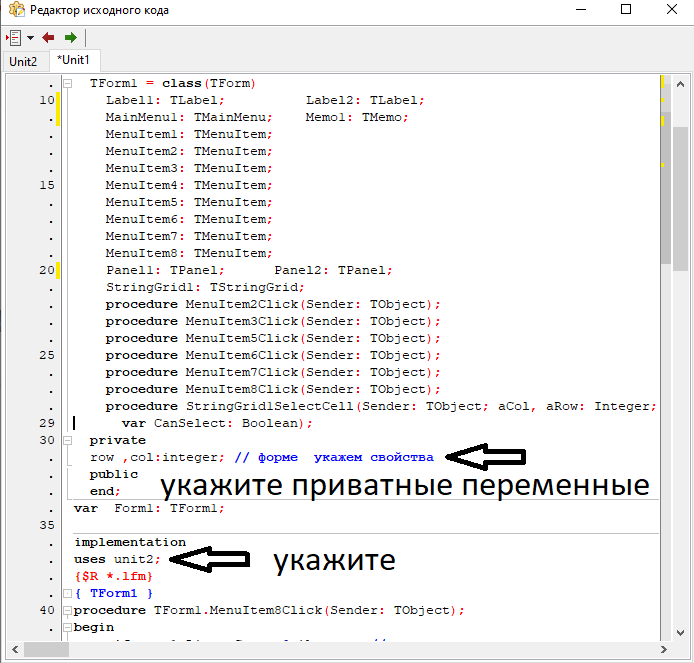 Редактор исходного кода
Unit2 *Unit1
. TForm1 = class(TForm)
10 Label1: TLabel; Label2: TLabel;
. MainMenu1: TMainMenu; Memo1: TMemo;
. MenuItem1: TMenuItem;
. MenuItem2: TMenuItem;
. MenuItem3: TMenuItem;
15 MenuItem4: TMenuItem;
. MenuItem5: TMenuItem;
. MenuItem6: TMenuItem;
. MenuItem7: TMenuItem;
. MenuItem8: TMenuItem;
20 Panel1: TPanel; Panel2: TPanel;
. StringGrid1: TStringGrid;
. procedure MenuItem2Click(Sender: TObject);
. procedure MenuItem3Click(Sender: TObject);
. procedure MenuItem5Click(Sender: TObject);
25 procedure MenuItem6Click(Sender: TObject);
. procedure MenuItem7Click(Sender: TObject);
. procedure MenuItem8Click(Sender: TObject);
. procedure StringGrid1SelectCell(Sender: TObject; aCol, aRow: Integer;
29 var CanSelect: Boolean);
30 private
. row ,col:integer; // форме укажем свойства
. public
. end; укажите приватные переменные
. var Form1: TForm1;
35
. implementation
. uses unit2; укажите
. {$R *.lfm}
. { TForm1 }
40 procedure TForm1.MenuItem8Click(Sender: TObject);
. begin